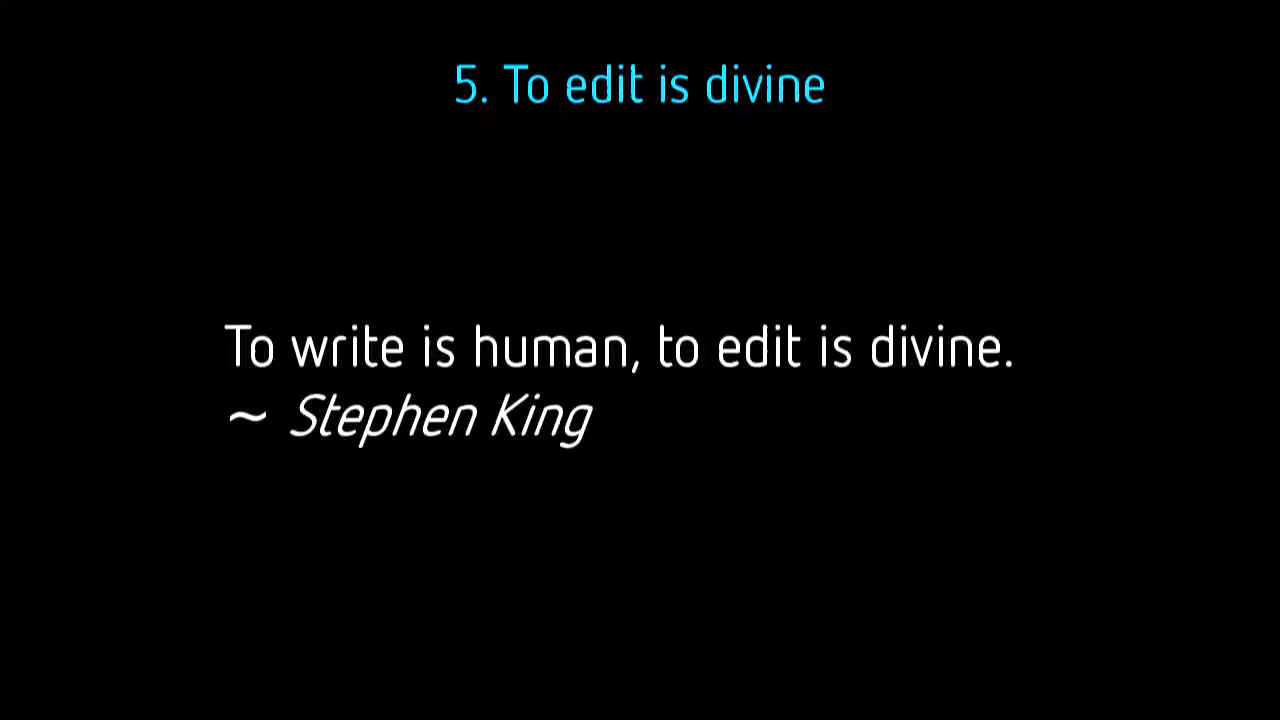 5. To edit is divine
To write is human, to edit is divine.
~ Stephen King